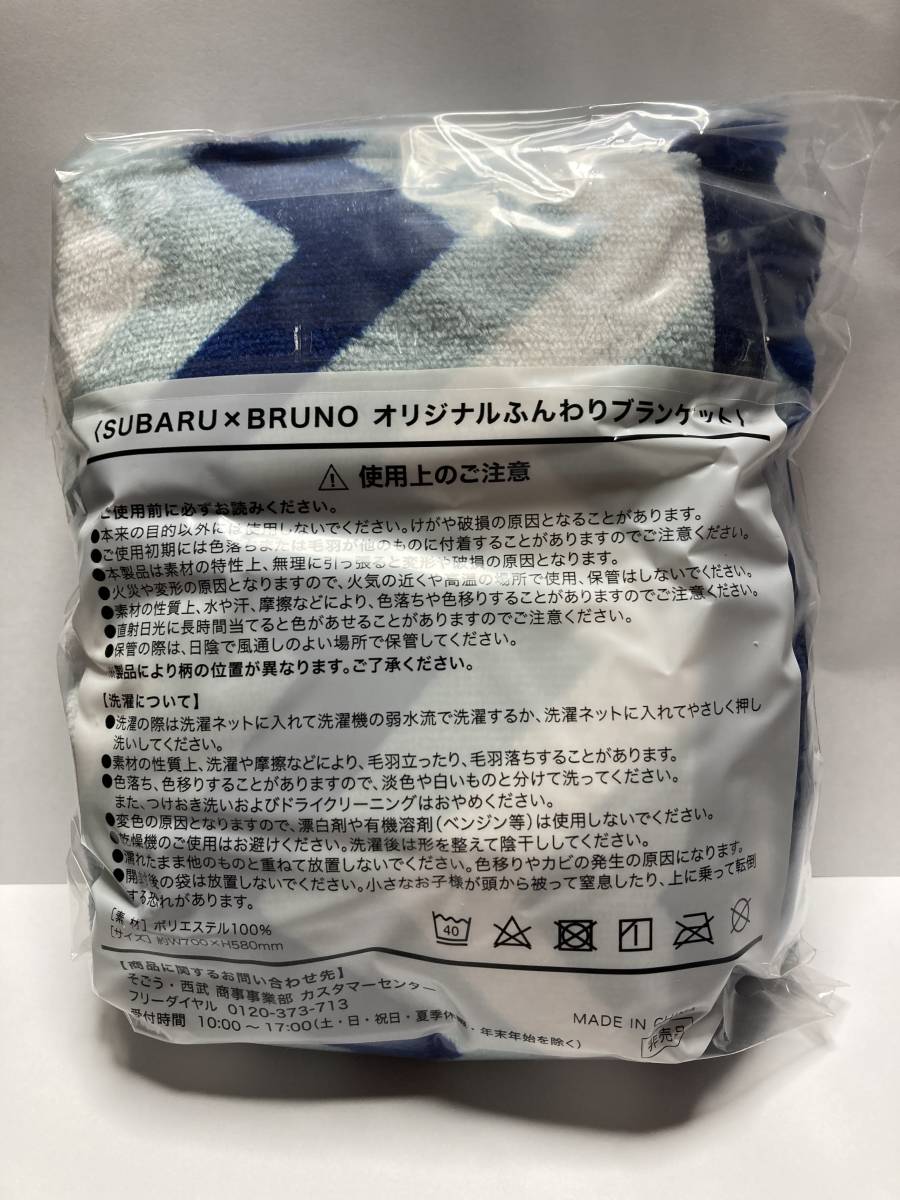 〈SUBARU×BRUNO オリジナルふんわりブランケット〉
⚠ 使用上のご注意
ご使用前に必ずお読みください。
●本来の目的以外には使用しないでください。けがや破損の原因となることがあります。
●ご使用初期には色落ちまたは毛羽が他のものに付着することがありますのでご注意ください。
●本製品は素材の特性上、無理に引っ張ると変形や破損の原因となります。
●火災や変形の原因となりますので、火気の近くや高温の場所で使用、保管はしないでください。
●素材の性質上、水や汗、摩擦などにより、色落ちや色移りすることがありますのでご注意ください。
●直射日光に長時間当てると色があせることがありますのでご注意ください。
●保管の際は、日陰で風通しのよい場所で保管してください。
※製品により柄の位置が異なります。ご了承ください。
【洗濯について】
●洗濯の際は洗濯ネットに入れて洗濯機の弱水流で洗濯するか、洗濯ネットに入れてやさしく押し
洗いしてください。
●素材の性質上、洗濯や摩擦などにより、毛羽立ったり、毛羽落ちすることがあります。
●色落ち、色移りすることがありますので、淡色や白いものと分けて洗ってください。
また、つけおき洗いおよびドライクリーニングはおやめください。
●変色の原因となりますので、漂白剤や有機溶剤（ベンジン等）は使用しないでください。
●乾燥機のご使用はお避けください。洗濯後は形を整えて陰干ししてください。
●濡れたまま他のものと重ねて放置しないでください。色移りやカビの発生の原因になります。
●開封後の袋は放置しないでください。小さなお子様が頭から被って窒息したり、上に乗って転倒
する恐れがあります。
［素 材］ポリエステル100%
［サイズ］約W700×H580mm
40
【商品に関するお問い合わせ先】
そごう・西武 商事事業部 カスタマーセンター
フリーダイヤル 0120-373-713
受付時間 10:00～17:00（土・日・祝日・夏季休暇・年末年始を除く）
MADE IN CHINA
非売品